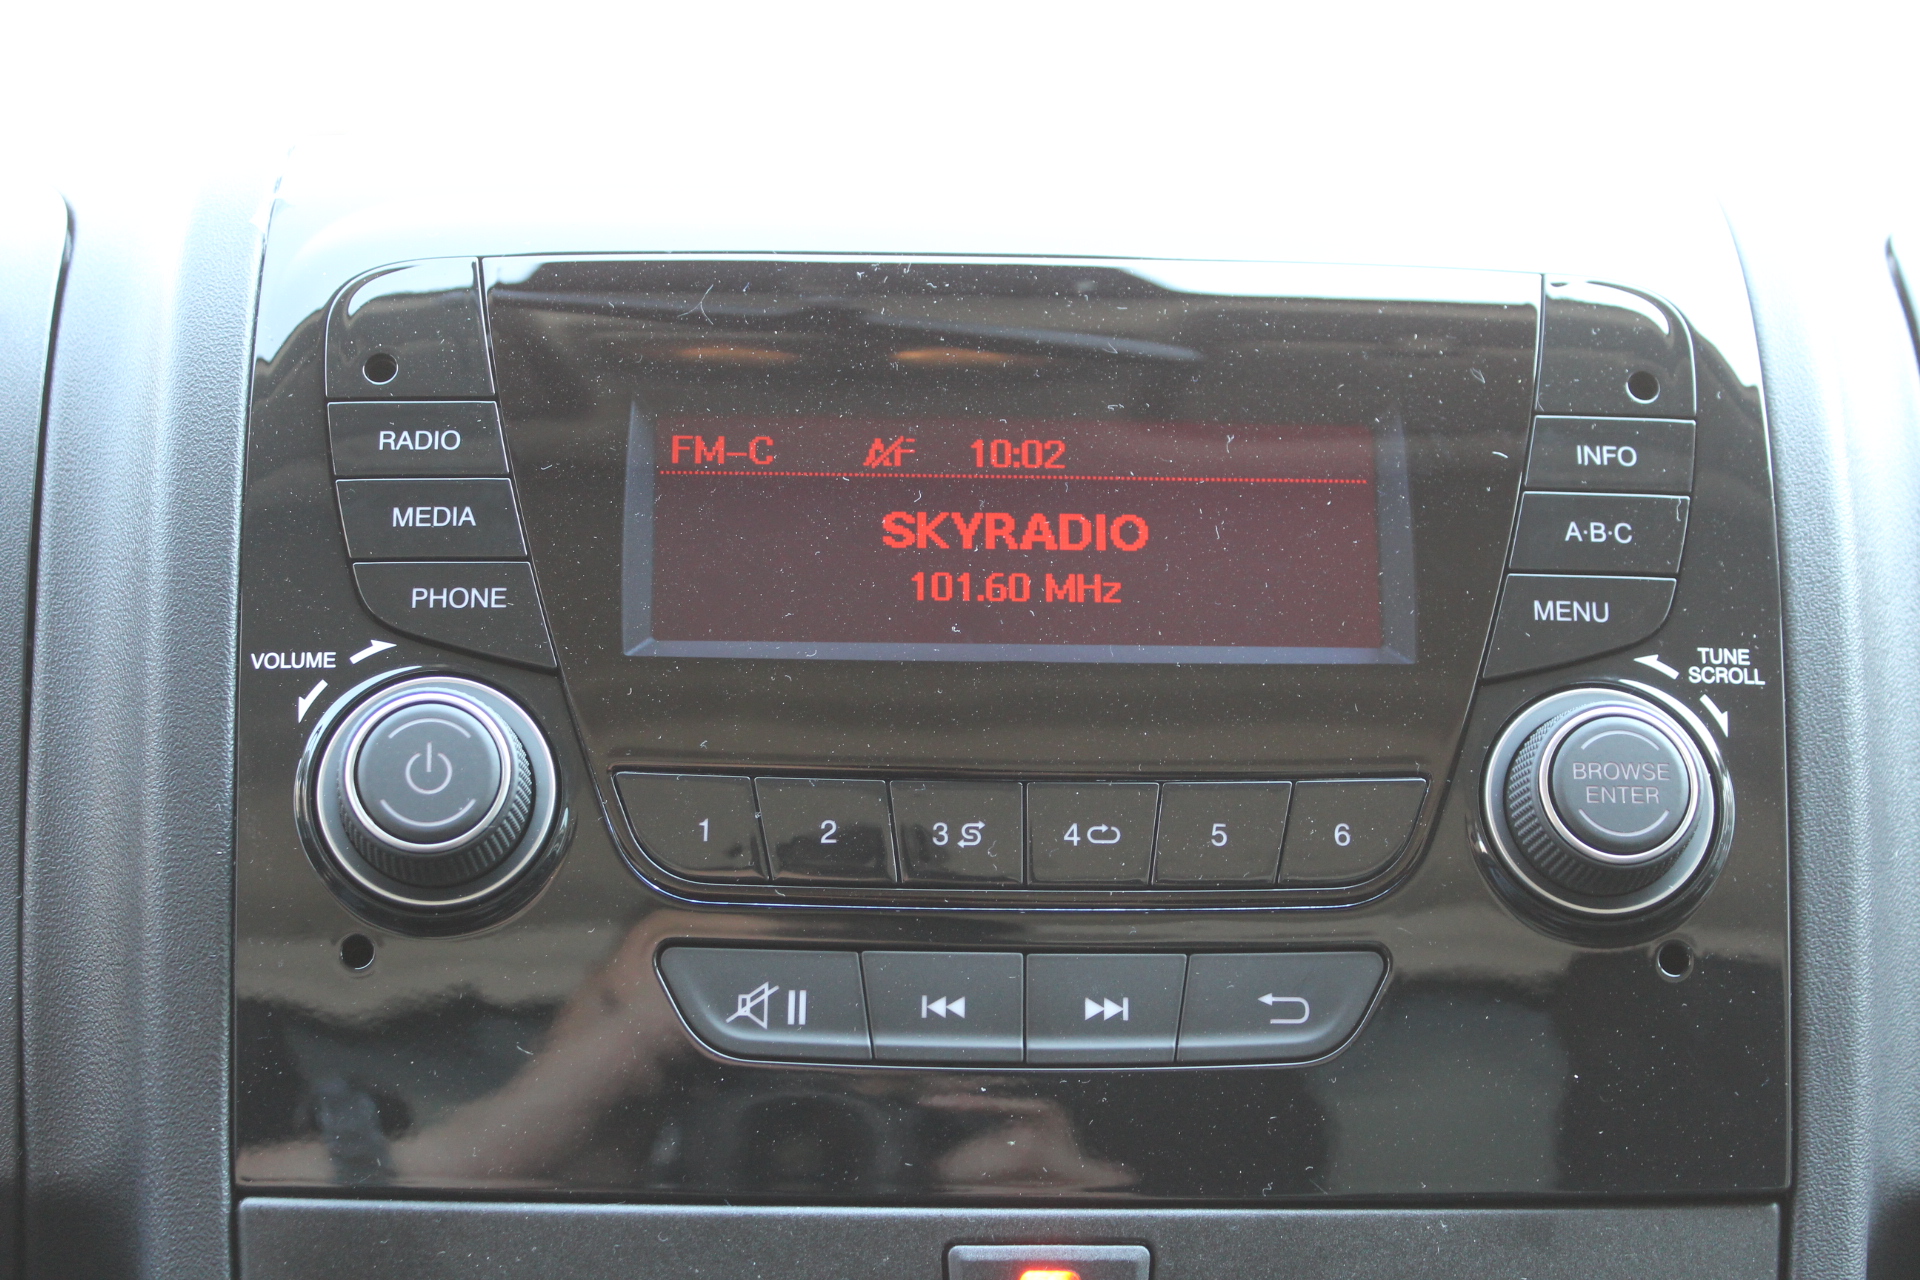 RADIO
MEDIA
PHONE
VOLUME
FM-C AF 10:02
SKYRADIO
101.60 MHz
INFO
A·B·C
MENU
TUNE
SCROLL
BROWSE
ENTER
1 2 3 4 5 6